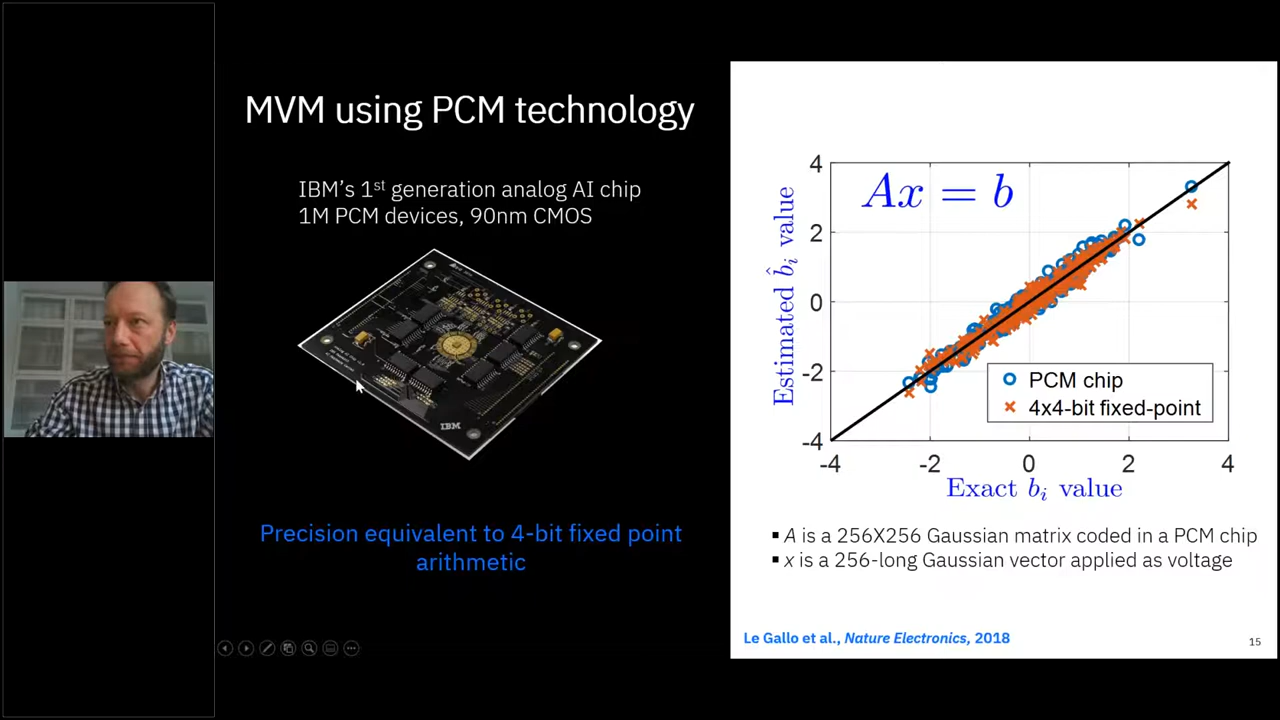 MVM using PCM technology
IBM's 1st generation analog AI chip
1M PCM devices, 90nm CMOS
IBM
Precision equivalent to 4-bit fixed point
arithmetic
Ax = b
Estimated b̂i value
4
2
0
-2
-4
-4
-2
0
2
4
Exact bi value
PCM chip
4x4-bit fixed-point
▪ A is a 256X256 Gaussian matrix coded in a PCM chip
▪ x is a 256-long Gaussian vector applied as voltage
Le Gallo et al., Nature Electronics, 2018
15